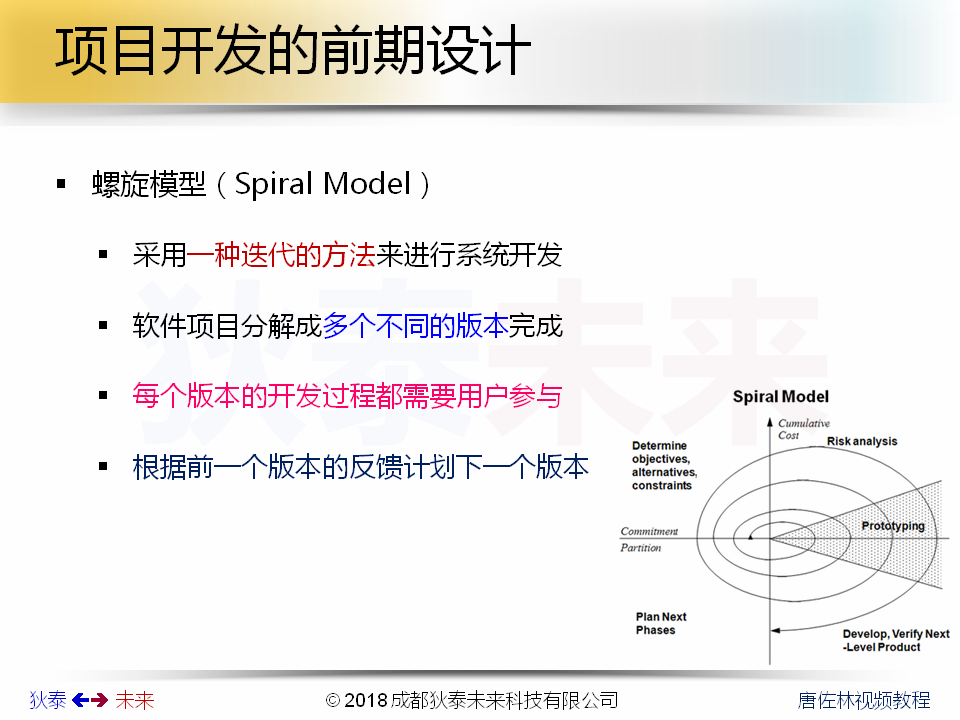 项目开发的前期设计
▪ 螺旋模型（Spiral Model）
▪ 采用一种迭代的方法来进行系统开发
▪ 软件项目分解成多个不同的版本完成
▪ 每个版本的开发过程都需要用户参与
▪ 根据前一个版本的反馈计划下一个版本
狄泰未来
Spiral Model
Cumulative
Cost
Risk analysis
Determine
objectives,
alternatives,
constraints
Prototyping
Commitment
Partition
Plan Next
Phases
Develop, Verify Next
-Level Product
狄泰 未来
© 2018 成都狄泰未来科技有限公司
唐佐林视频教程